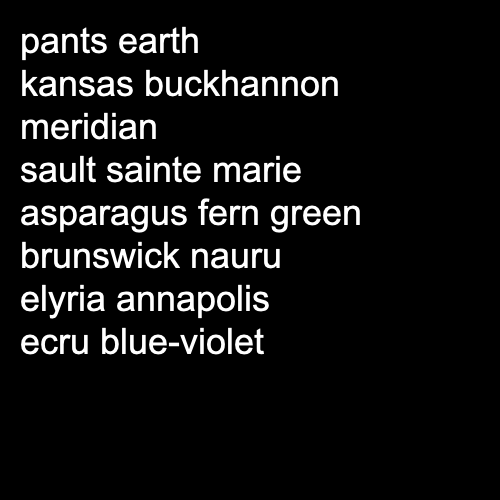 pants earth
kansas buckhannon
meridian
sault sainte marie
asparagus fern green
brunswick nauru
elyria annapolis
ecru blue-violet